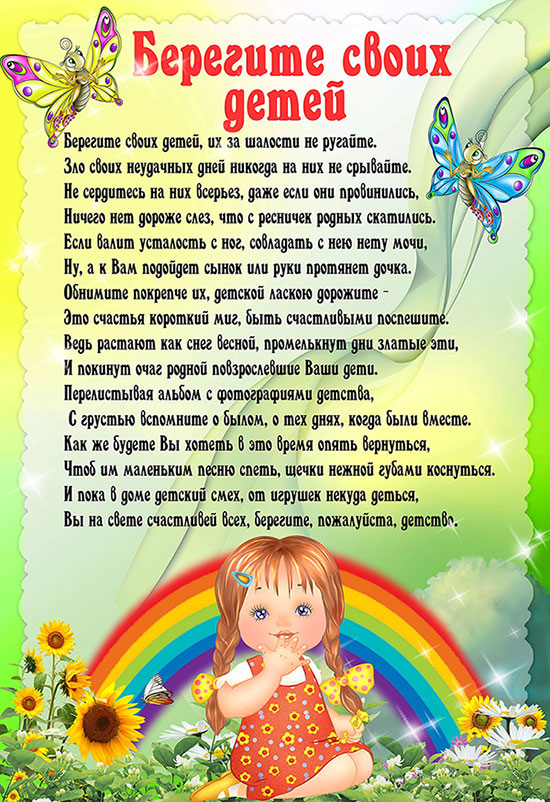 Берегите своих
детей
Берегите своих детей, их за шалости не ругайте.
Зло своих неудачных дней никогда на них не срывайте.
Не сердитесь на них всерьез, даже если они провинились,
Ничего нет дороже слез, что с ресничек родных скатились.
Если валит усталость с ног, совладать с нею нету мочи,
Ну, а к Вам подойдет сынок или руки протянет дочка.
Обнимите покрепче их, детской ласкою дорожите -
Это счастья короткий миг, быть счастливыми поспешите.
Ведь растают как снег весной, промелькнут дни златые эти,
И покинут очаг родной повзрослевшие Ваши дети.
Перелистывая альбом с фотографиями детства,
С грустью вспомните о былом, о тех днях, когда были вместе.
Как же будете Вы хотеть в это время опять вернуться,
Чтоб им маленьким песню спеть, щечки нежной губами коснуться.
И пока в доме детский смех, от игрушек некуда деться,
Вы на свете счастливей всех, берегите, пожалуйста, детство.